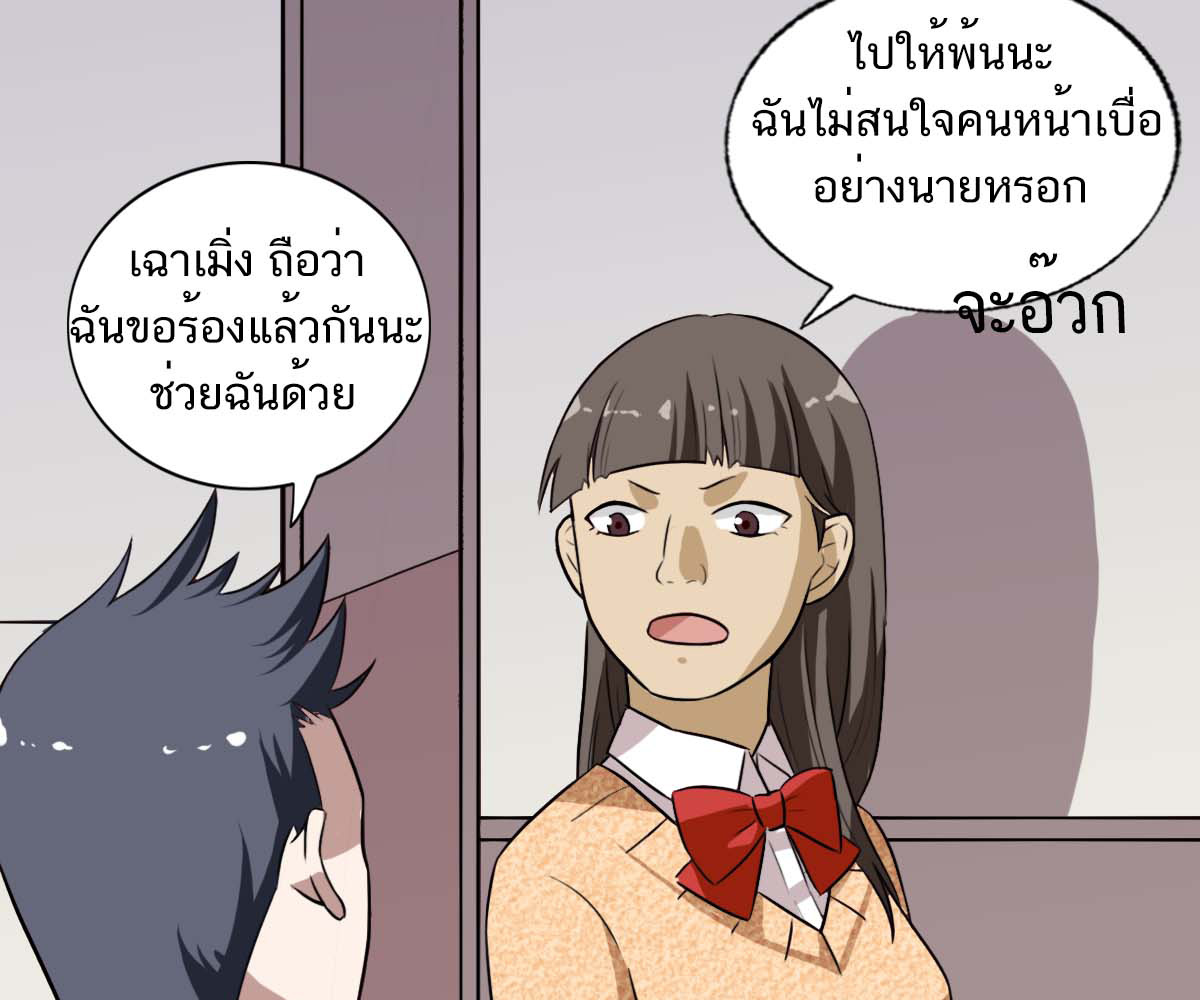 เฉาเมิ่ง ถือว่า
ฉันขอร้องแล้วกันนะ
ช่วยฉันด้วย
ไปให้พ้นนะ
ฉันไม่สนใจคนหน้าเบื่อ
อย่างนายหรอก
จะอ๊วก